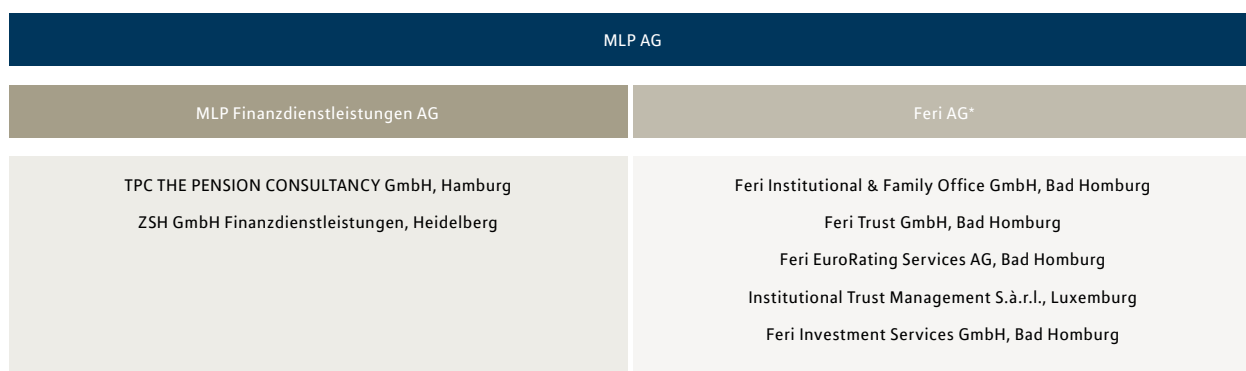 MLP AG
MLP Finanzdienstleistungen AG
Feri AG*
TPC THE PENSION CONSULTANCY GmbH, Hamburg
ZSH GmbH Finanzdienstleistungen, Heidelberg
Feri Institutional & Family Office GmbH, Bad Homburg
Feri Trust GmbH, Bad Homburg
Feri EuroRating Services AG, Bad Homburg
Institutional Trust Management S.à.r.l., Luxemburg
Feri Investment Services GmbH, Bad Homburg